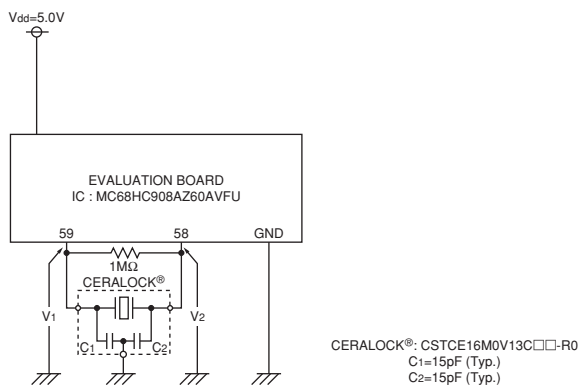 Vdd=5.0V
EVALUATION BOARD
IC : MC68HC908AZ60AVFU
59
58
GND
1MΩ
CERALOCK®
V1
V2
C1
C2
CERALOCK®: CSTCE16M0V13C□□-R0
C1=15pF (Typ.)
C2=15pF (Typ.)